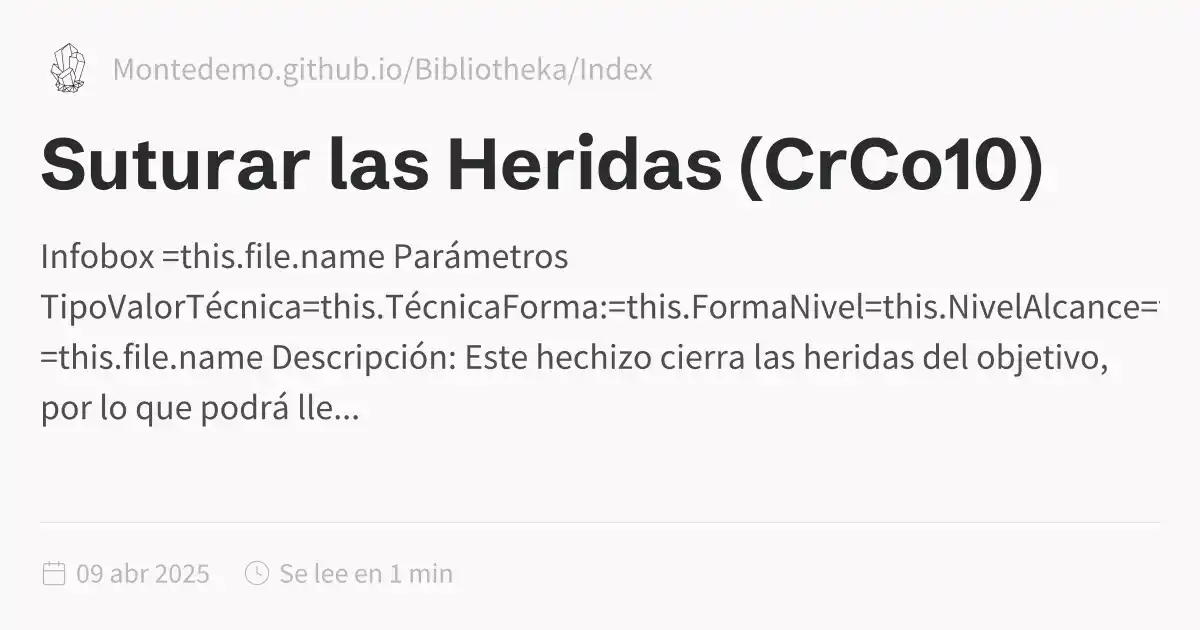 Montedemo.github.io/Bibliotheka/Index
Suturar las Heridas (CrCo10)
Infobox =this.file.name Parámetros
TipoValorTécnica=this.TécnicaForma:=this.FormaNivel=this.NivelAlcance=
=this.file.name Descripción: Este hechizo cierra las heridas del objetivo,
por lo que podrá lle...
09 abr 2025 Se lee en 1 min